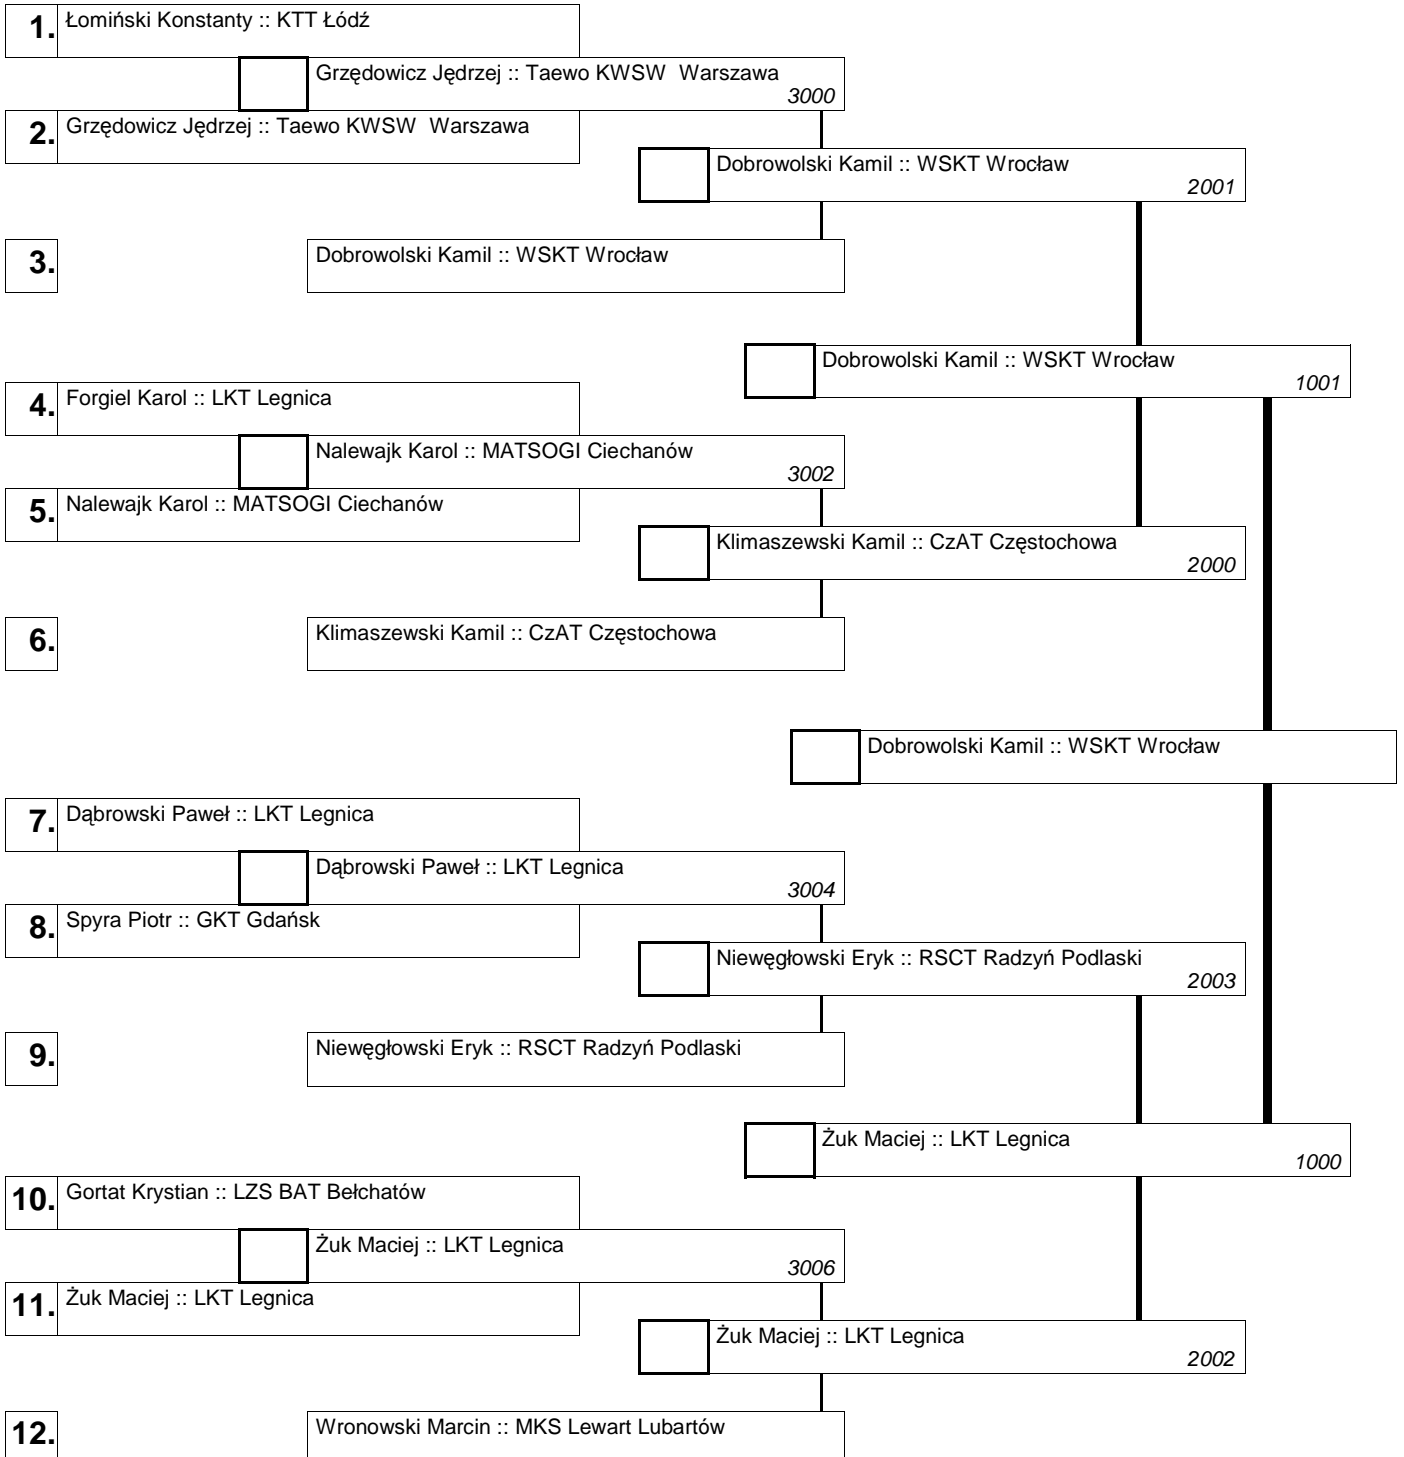 1. Łomiński Konstanty :: KTT Łódź
Grzędowicz Jędrzej :: Taewo KWSW  Warszawa
3000
2. Grzędowicz Jędrzej :: Taewo KWSW  Warszawa
Dobrowolski Kamil :: WSKT Wrocław
2001
3. Dobrowolski Kamil :: WSKT Wrocław
Dobrowolski Kamil :: WSKT Wrocław
1001
4. Forgiel Karol :: LKT Legnica
Nalewajk Karol :: MATSOGI Ciechanów
3002
5. Nalewajk Karol :: MATSOGI Ciechanów
Klimaszewski Kamil :: CzAT Częstochowa
2000
6. Klimaszewski Kamil :: CzAT Częstochowa
Dobrowolski Kamil :: WSKT Wrocław
7. Dąbrowski Paweł :: LKT Legnica
Dąbrowski Paweł :: LKT Legnica
3004
8. Spyra Piotr :: GKT Gdańsk
Niewęgłowski Eryk :: RSCT Radzyń Podlaski
2003
9. Niewęgłowski Eryk :: RSCT Radzyń Podlaski
Żuk Maciej :: LKT Legnica
1000
10. Gortat Krystian :: LZS BAT Bełchatów
Żuk Maciej :: LKT Legnica
3006
11. Żuk Maciej :: LKT Legnica
Żuk Maciej :: LKT Legnica
2002
12. Wronowski Marcin :: MKS Lewart Lubartów